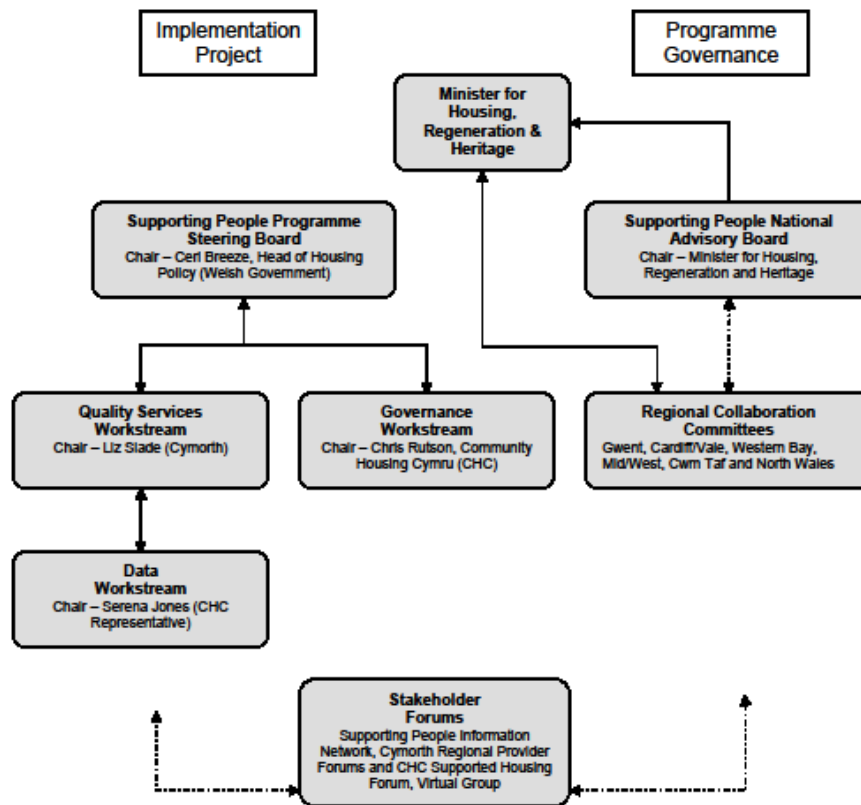 Implementation
Project
Programme
Governance
Minister for
Housing,
Regeneration &
Heritage
Supporting People Programme
Steering Board
Chair – Ceri Breeze, Head of Housing
Policy (Welsh Government)
Supporting People National
Advisory Board
Chair – Minister for Housing,
Regeneration and Heritage
Quality Services
Workstream
Chair – Liz Slade (Cymorth)
Governance
Workstream
Chair – Chris Rutson, Community
Housing Cymru (CHC)
Regional Collaboration
Committees
Gwent, Cardiff/Vale, Western Bay,
Mid/West, Cwm Taf and North Wales
Data
Workstream
Chair – Serena Jones (CHC
Representative)
Stakeholder
Forums
Supporting People Information
Network, Cymorth Regional Provider
Forums and CHC Supported Housing
Forum, Virtual Group